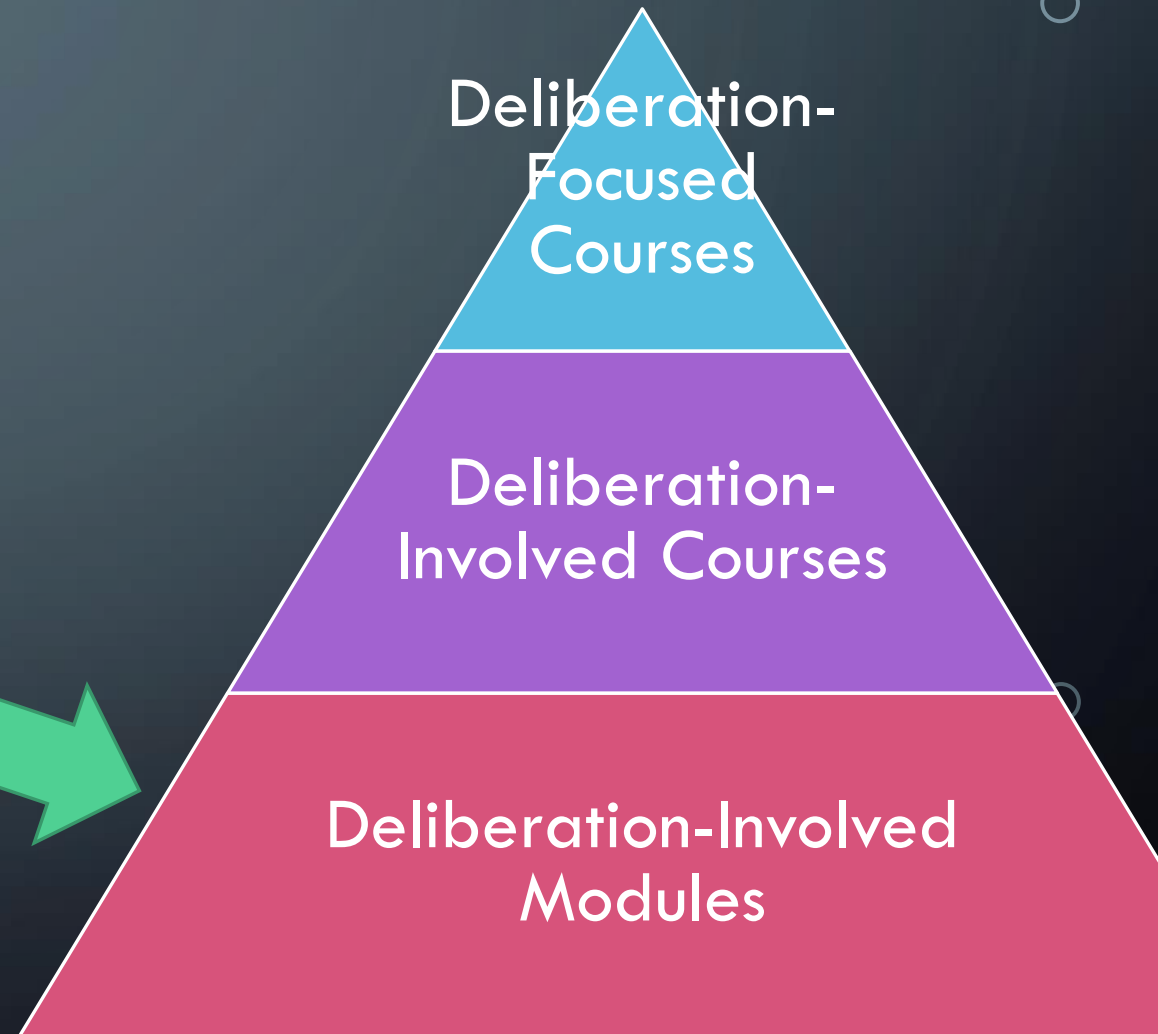 Deliberation-
Focused
Courses
Deliberation-
Involved Courses
Deliberation-Involved
Modules